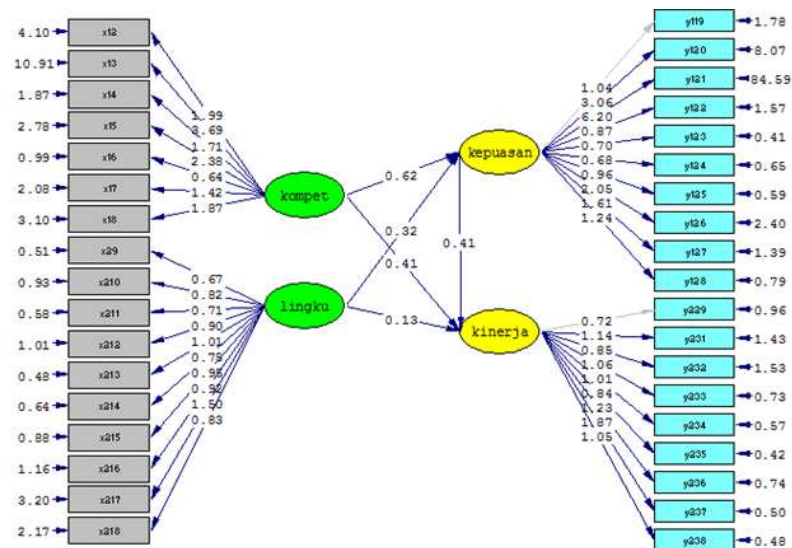 4.10 x12
10.91 x13
1.87 x14
2.78 x15
0.99 x16
2.08 x17
3.10 x18
0.51 x29
0.93 x210
0.58 x211
1.01 x212
0.48 x213
0.64 x214
0.88 x215
1.16 x216
3.20 x217
2.17 x218
1.99
3.69
1.71
2.38
0.64
1.42
1.87
0.67
0.82
0.71
0.90
1.01
0.95
0.92
1.50
0.83
kompet
lingku
0.62
0.32
0.41
0.41
0.13
kepuasan
kinerja
1.04
3.06
6.20
0.87
0.70
0.68
0.96
2.05
1.61
1.24
0.72
1.14
0.85
1.06
1.01
0.84
1.23
1.87
1.05
y119 1.78
y120 8.07
y121 84.59
y122 1.57
y123 0.41
y124 0.65
y125 0.59
y126 2.40
y127 1.39
y128 0.79
y229 0.96
y231 1.43
y232 1.53
y233 0.73
y234 0.57
y235 0.42
y236 0.74
y237 0.50
y238 0.48